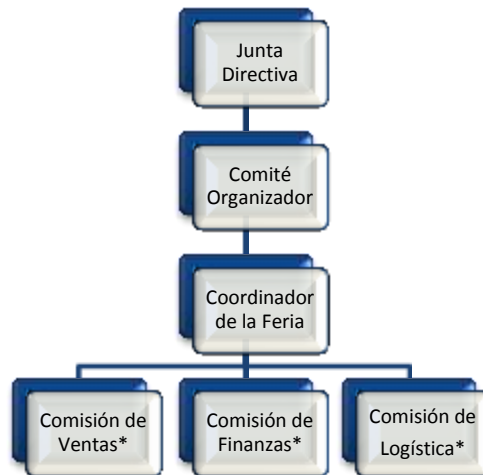 Junta
Directiva
Comité
Organizador
Coordinador
de la Feria
Comisión de
Ventas*
Comisión de
Finanzas*
Comisión de
Logística*